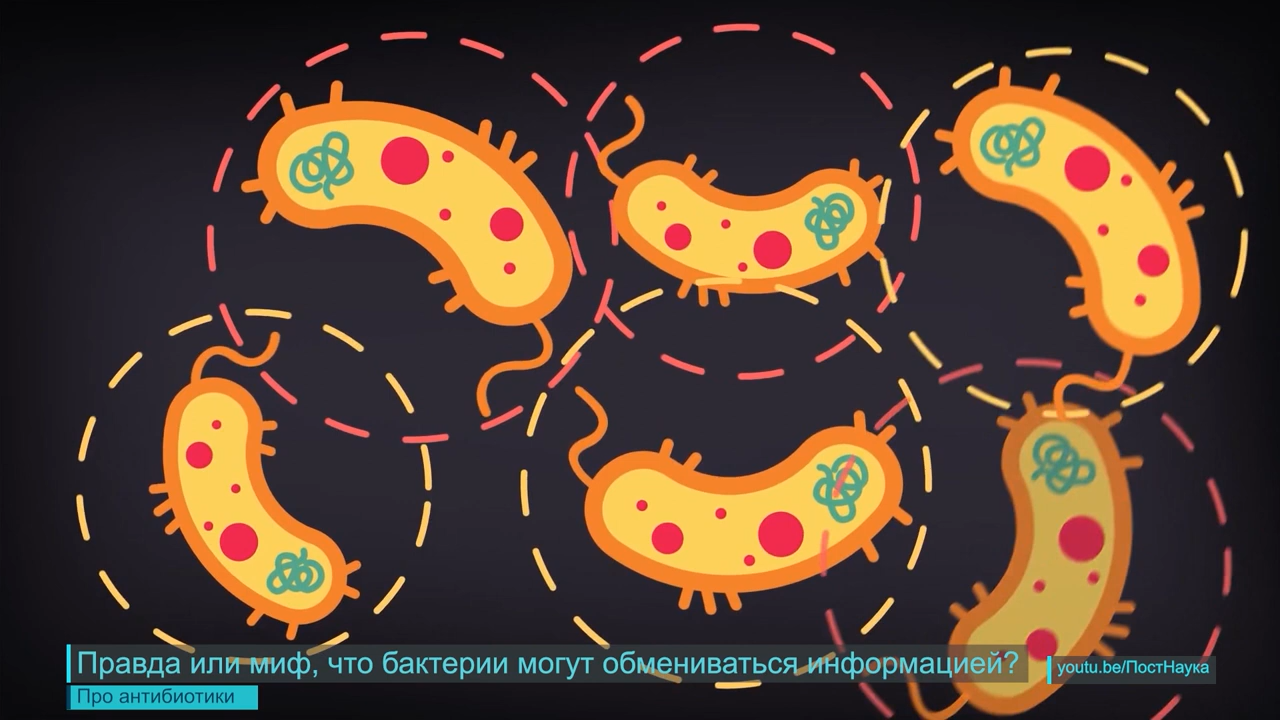 Правда или миф, что бактерии могут обмениваться информацией?
youtu.be/ПостНаука
Про антибиотики